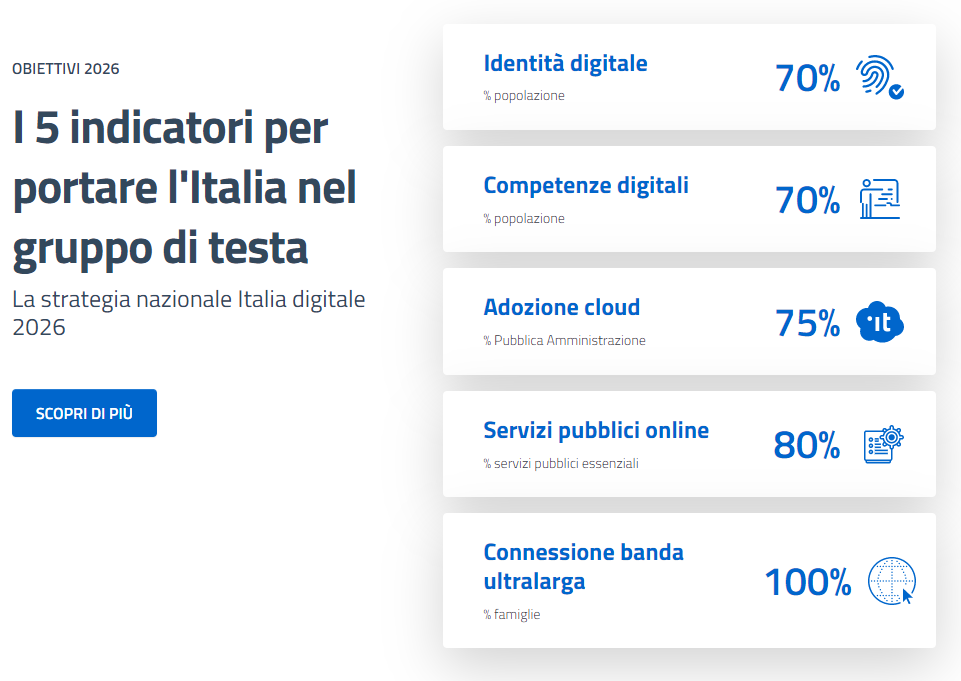 OBIETTIVI 2026
I 5 indicatori per
portare l'Italia nel
gruppo di testa
La strategia nazionale Italia digitale
2026
SCOPRI DI PIÙ
Identità digitale
% popolazione
70%
Competenze digitali
% popolazione
70%
Adozione cloud
% Pubblica Amministrazione
75%
it
Servizi pubblici online
% servizi pubblici essenziali
80%
Connessione banda
ultralarga
% famiglie
100%